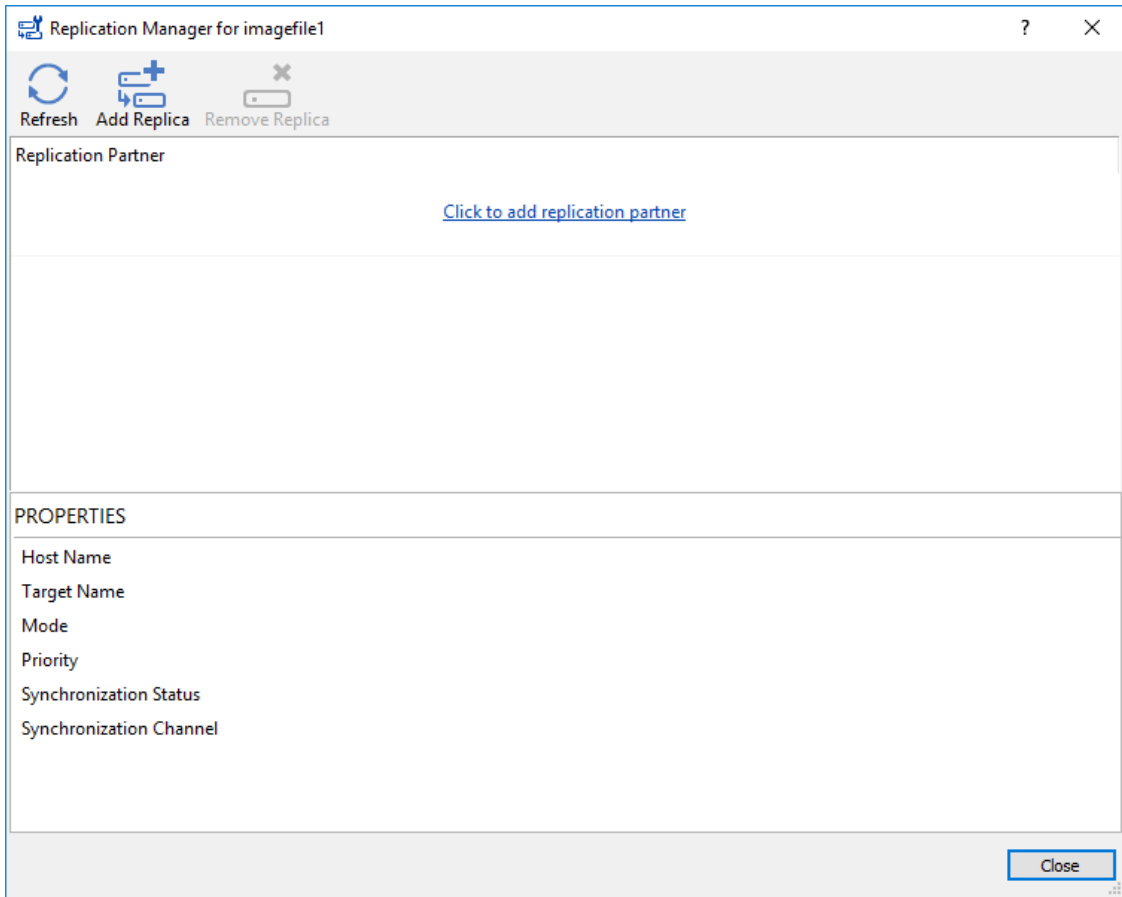 Replication Manager for imagefile1
?
Refresh Add Replica Remove Replica
Replication Partner
Click to add replication partner
PROPERTIES
Host Name
Target Name
Mode
Priority
Synchronization Status
Synchronization Channel
Close